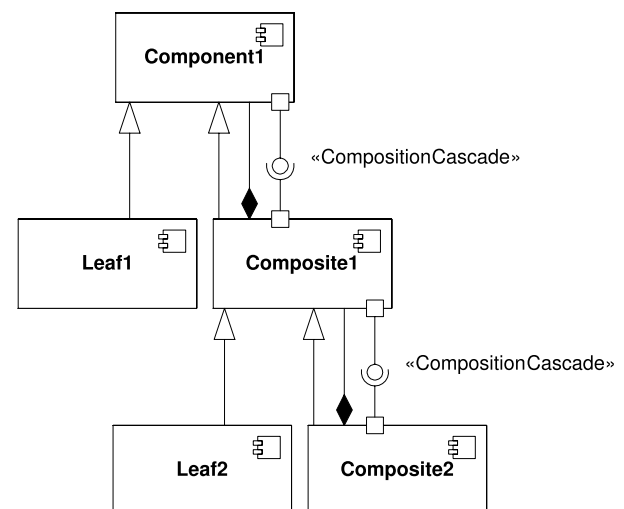 Component1
«CompositionCascade»
Leaf1
Composite1
«CompositionCascade»
Leaf2
Composite2